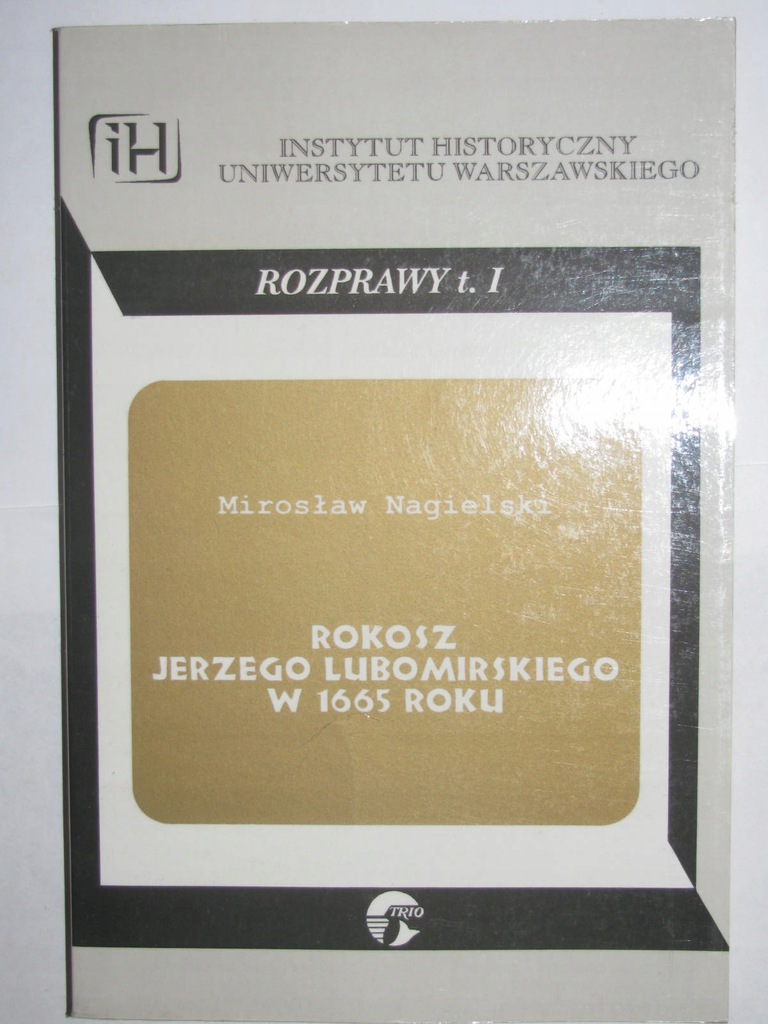 iH
INSTYTUT HISTORYCZNY
UNIWERSYTETU WARSZAWSKIEGO
ROZPRAWY t. I
Mirosław Nagielski
ROKOSZ
JERZEGO LUBOMIRSKIEGO
W 1665 ROKU
TRIO